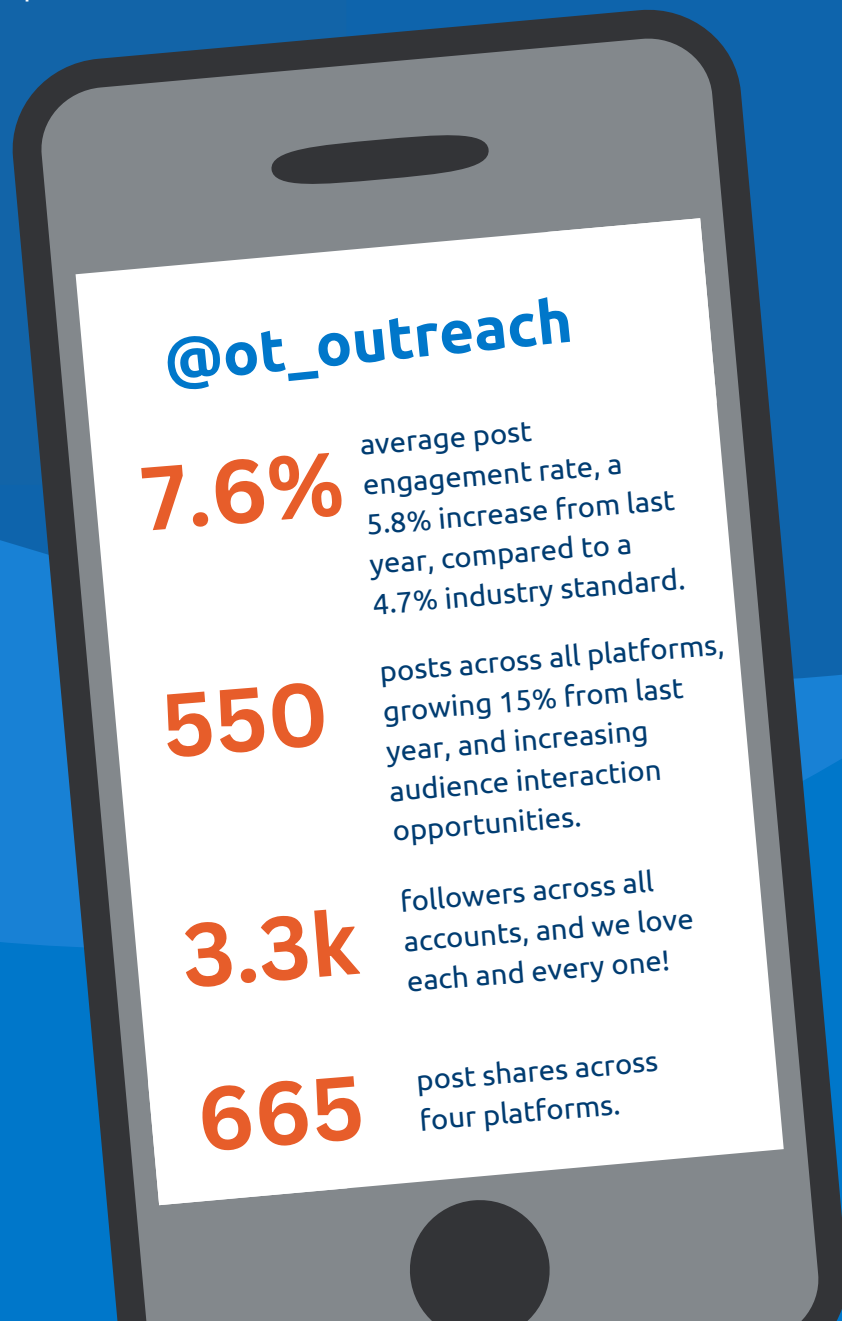 @ot_outreach
7.6%
average post
engagement rate, a
5.8% increase from last
year, compared to a
4.7% industry standard.
550
posts across all platforms,
growing 15% from last
year, and increasing
audience interaction
opportunities.
3.3k
followers across all
accounts, and we love
each and every one!
665
post shares across
four platforms.